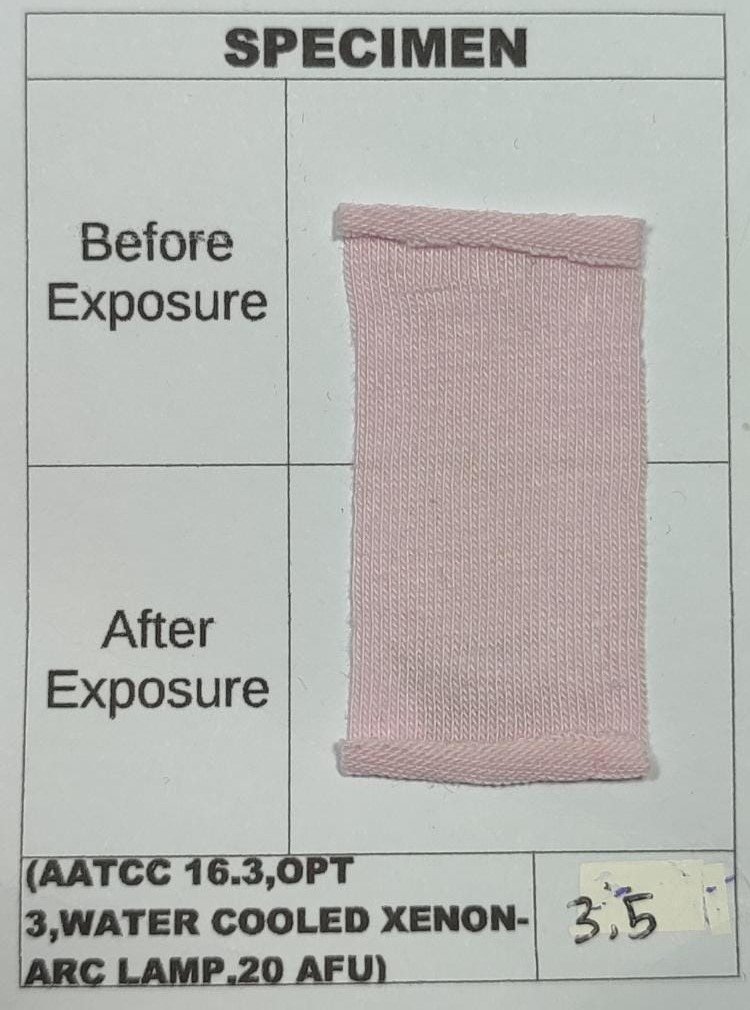 SPECIMEN
Before
Exposure
After
Exposure
(AATCC 16.3,OPT
3,WATER COOLED XENON-
ARC LAMP,20 AFU)
3.5